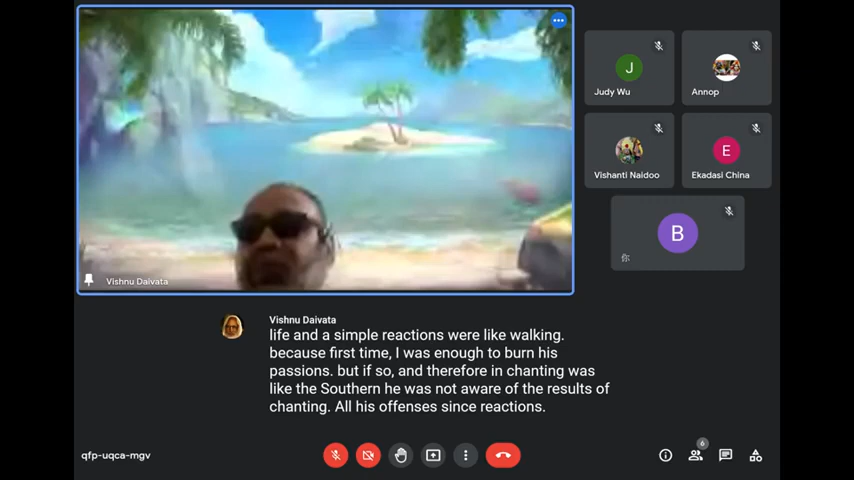 J
Judy Wu
Annop
Vishanti Naidoo
E
Ekadasi China
B
你
Vishnu Daivata
Vishnu Daivata
life and a simple reactions were like walking.
because first time, I was enough to burn his
passions. but if so, and therefore in chanting was
like the Southern he was not aware of the results of
chanting. All his offenses since reactions.
qfp-uqca-mgv
6